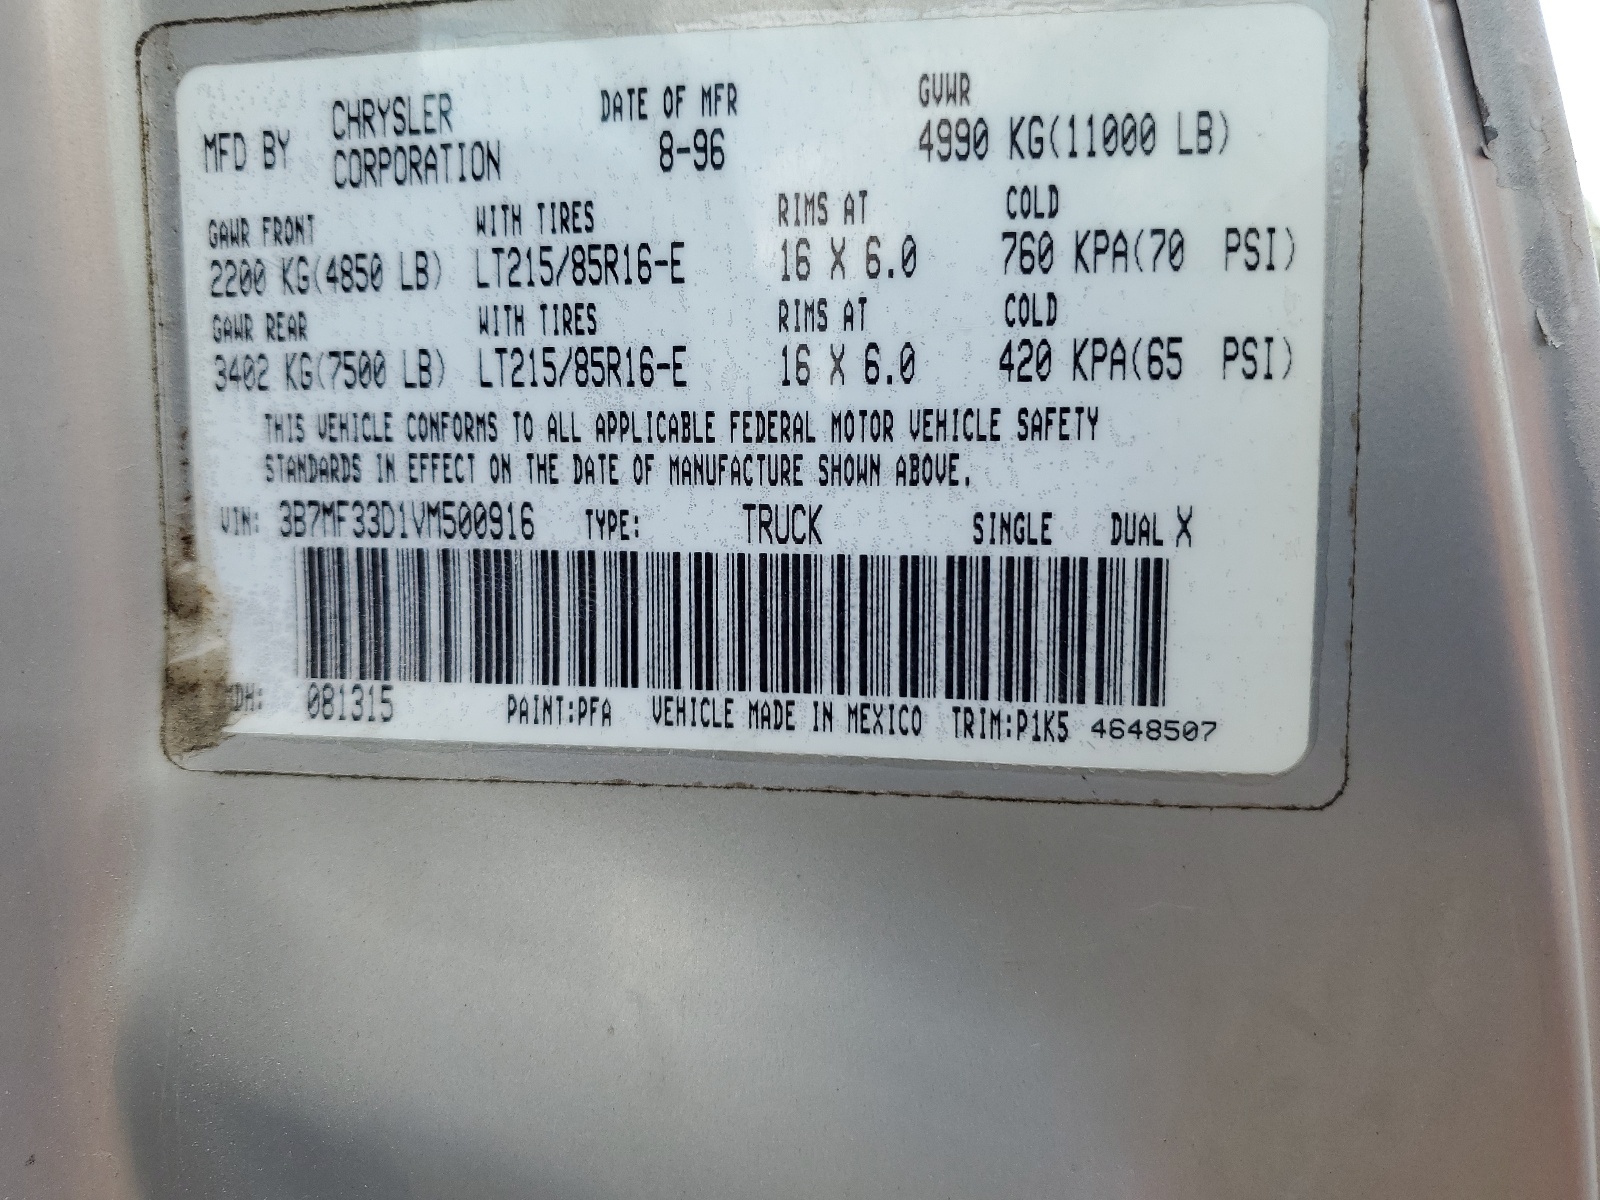 MFD BY CHRYSLER CORPORATION DATE OF MFR 8-96 GVWR 4990 KG(11000 LB)
GAWR FRONT WITH TIRES RIMS AT COLD
2200 KG(4850 LB) LT215/85R16-E 16 X 6.0 760 KPA(70 PSI)
GAWR REAR WITH TIRES RIMS AT COLD
3402 KG(7500 LB) LT215/85R16-E 16 X 6.0 420 KPA(65 PSI)
THIS VEHICLE CONFORMS TO ALL APPLICABLE FEDERAL MOTOR VEHICLE SAFETY
STANDARDS IN EFFECT ON THE DATE OF MANUFACTURE SHOWN ABOVE.
VIN: 3B7MF33D1VM500916 TYPE: TRUCK SINGLE DUAL X
MDH: 081315 PAINT:PFA VEHICLE MADE IN MEXICO TRIM:P1K5 4648507